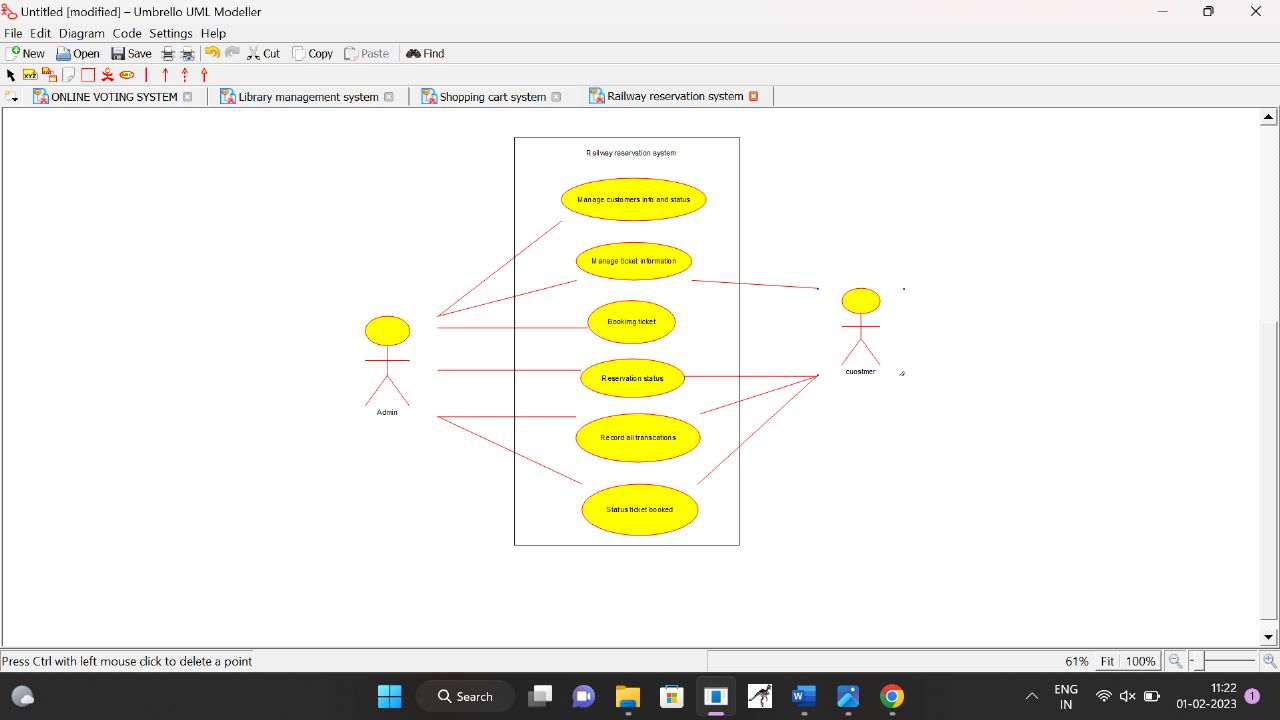 Untitled [modified] – Umbrello UML Modeller
File Edit Diagram Code Settings Help
New Open Save Cut Copy Paste Find
XYZ
ONLINE VOTING SYSTEM Library management system Shopping cart system Railway reservation system
Railway reservation system
Manage customers info and status
Manage ticket information
Bookimg ticket
Reservation status
Record all transcations
Status ticket booked
Admin
cuostmer
Press Ctrl with left mouse click to delete a point
61% Fit 100%
Search
ENG
IN
11:22
01-02-2023
1